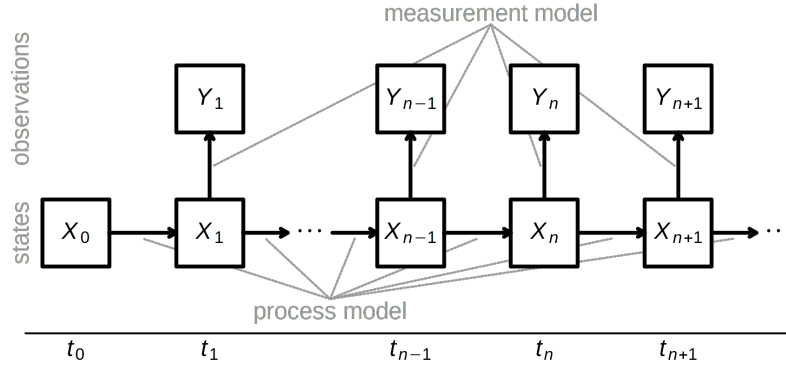 measurement model
observations
Y₁ Yₙ₋₁ Yₙ Yₙ₊₁
states
X₀ X₁ ⋯ Xₙ₋₁ Xₙ Xₙ₊₁ ⋯
process model
t₀ t₁ tₙ₋₁ tₙ tₙ₊₁